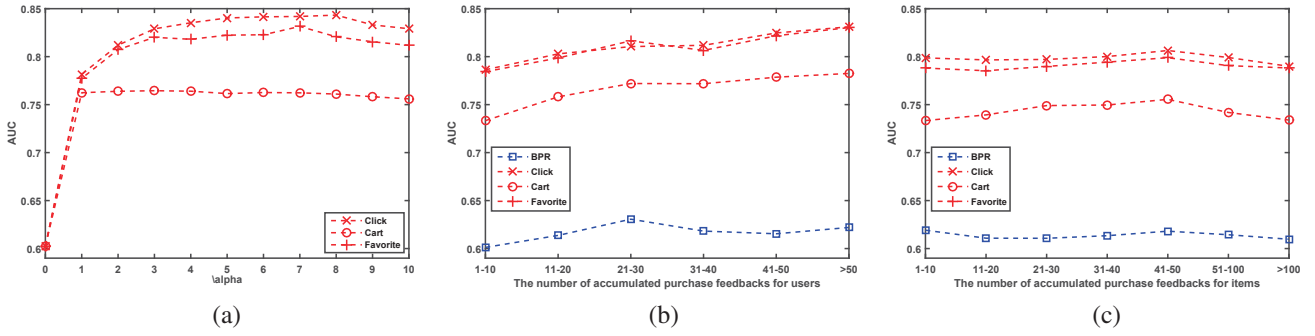 0.85
0.8
0.75
0.7
0.65
0.6
AUC
0 1 2 3 4 5 6 7 8 9 10
\alpha
Click
Cart
Favorite
(a)
0.85
0.8
0.75
0.7
0.65
0.6
AUC
BPR
Click
Cart
Favorite
1-10 11-20 21-30 31-40 41-50 >50
The number of accumulated purchase feedbacks for users
(b)
0.85
0.8
0.75
0.7
0.65
0.6
AUC
BPR
Click
Cart
Favorite
1-10 11-20 21-30 31-40 41-50 51-100 >100
The number of accumulated purchase feedbacks for items
(c)